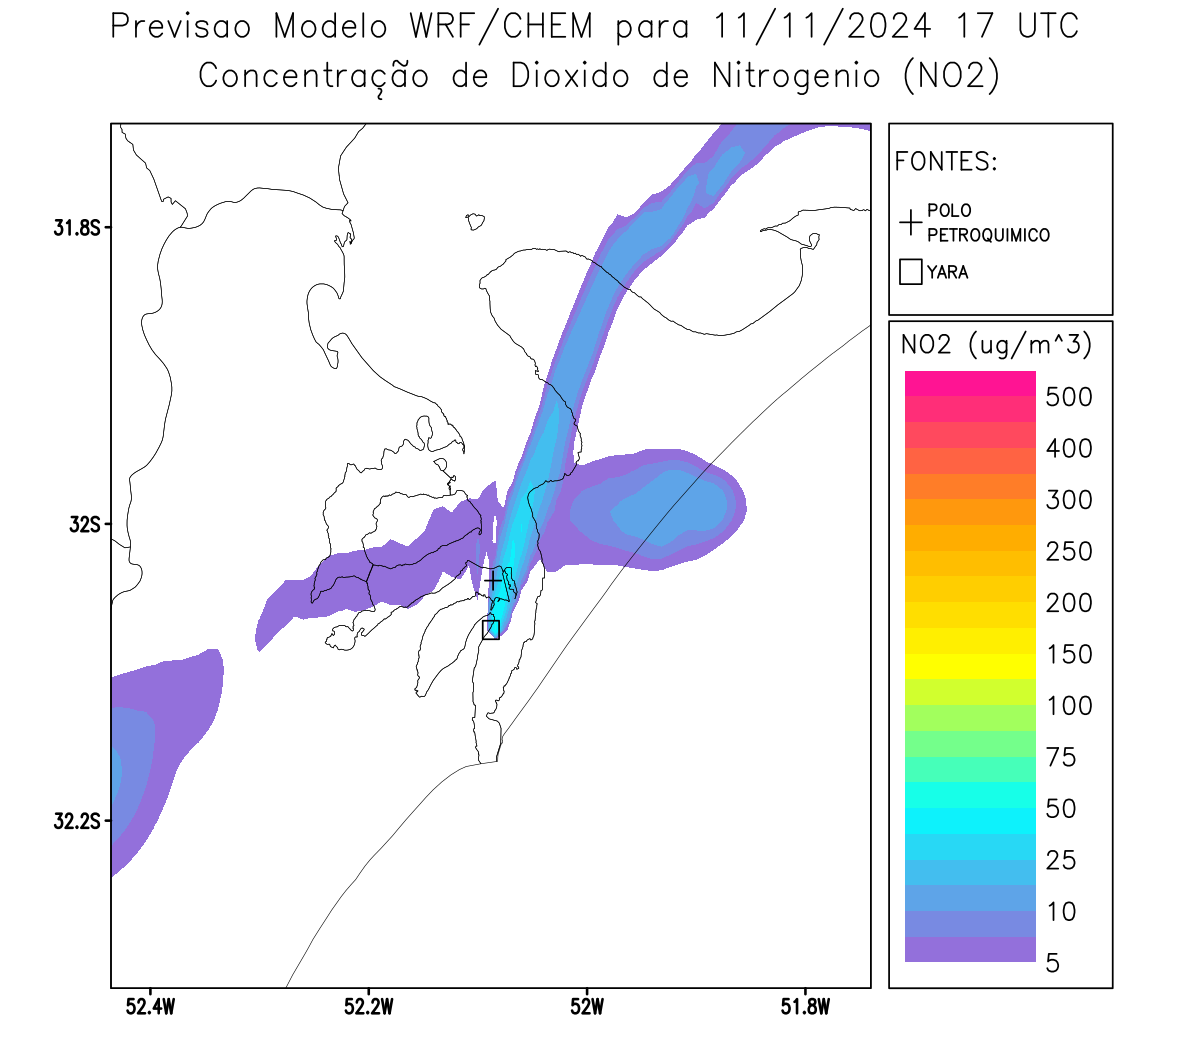 Previsao Modelo WRF/CHEM para 11/11/2024 17 UTC
Concentração de Dioxido de Nitrogenio (NO2)
FONTES:
POLO
PETROQUIMICO
YARA
31.8S
32S
32.2S
52.4W
52.2W
52W
51.8W
NO2 (ug/m^3)
500
400
300
250
200
150
100
75
50
25
10
5